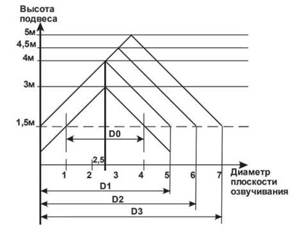 Высота
подвеса
5м
4,5м
4м
3м
1,5м
D0
Диаметр
плоскости
озвучивания
1 2 2,5 3 4 5 6 7
D1
D2
D3